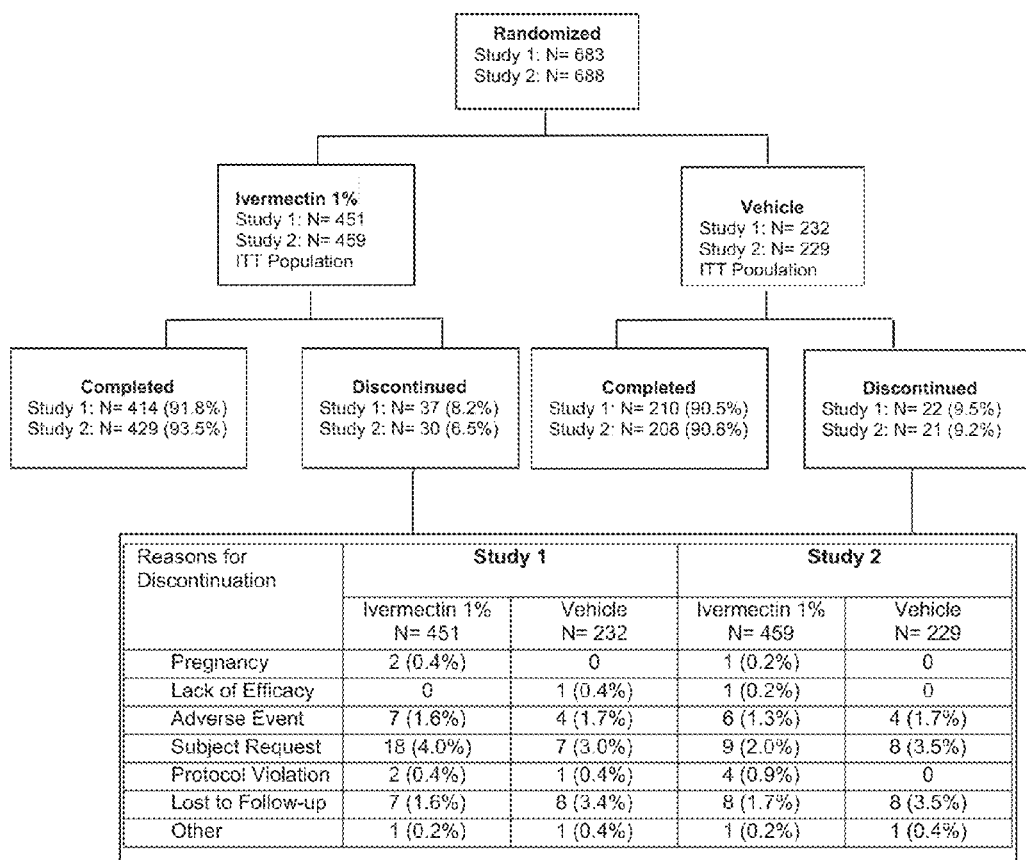 Randomized
Study 1: N= 683
Study 2: N= 688
Ivermectin 1%
Study 1: N= 451
Study 2: N= 459
ITT Population
Vehicle
Study 1: N= 232
Study 2: N= 229
ITT Population
Completed
Study 1: N= 414 (91.8%)
Study 2: N= 429 (93.5%)
Discontinued
Study 1: N= 37 (8.2%)
Study 2: N= 30 (6.5%)
Completed
Study 1: N= 210 (90.5%)
Study 2: N= 208 (90.8%)
Discontinued
Study 1: N= 22 (9.5%)
Study 2: N= 21 (9.2%)
Reasons for Study 1 Study 2
Discontinuation
Ivermectin 1% Vehicle Ivermectin 1% Vehicle
N= 451 N= 232 N= 459 N= 229
Pregnancy 2 (0.4%) 0 1 (0.2%) 0
Lack of Efficacy 0 1 (0.4%) 1 (0.2%) 0
Adverse Event 7 (1.6%) 4 (1.7%) 6 (1.3%) 4 (1.7%)
Subject Request 18 (4.0%) 7 (3.0%) 9 (2.0%) 8 (3.5%)
Protocol Violation 2 (0.4%) 1 (0.4%) 4 (0.9%) 0
Lost to Follow-up 7 (1.6%) 8 (3.4%) 8 (1.7%) 8 (3.5%)
Other 1 (0.2%) 1 (0.4%) 1 (0.2%) 1 (0.4%)